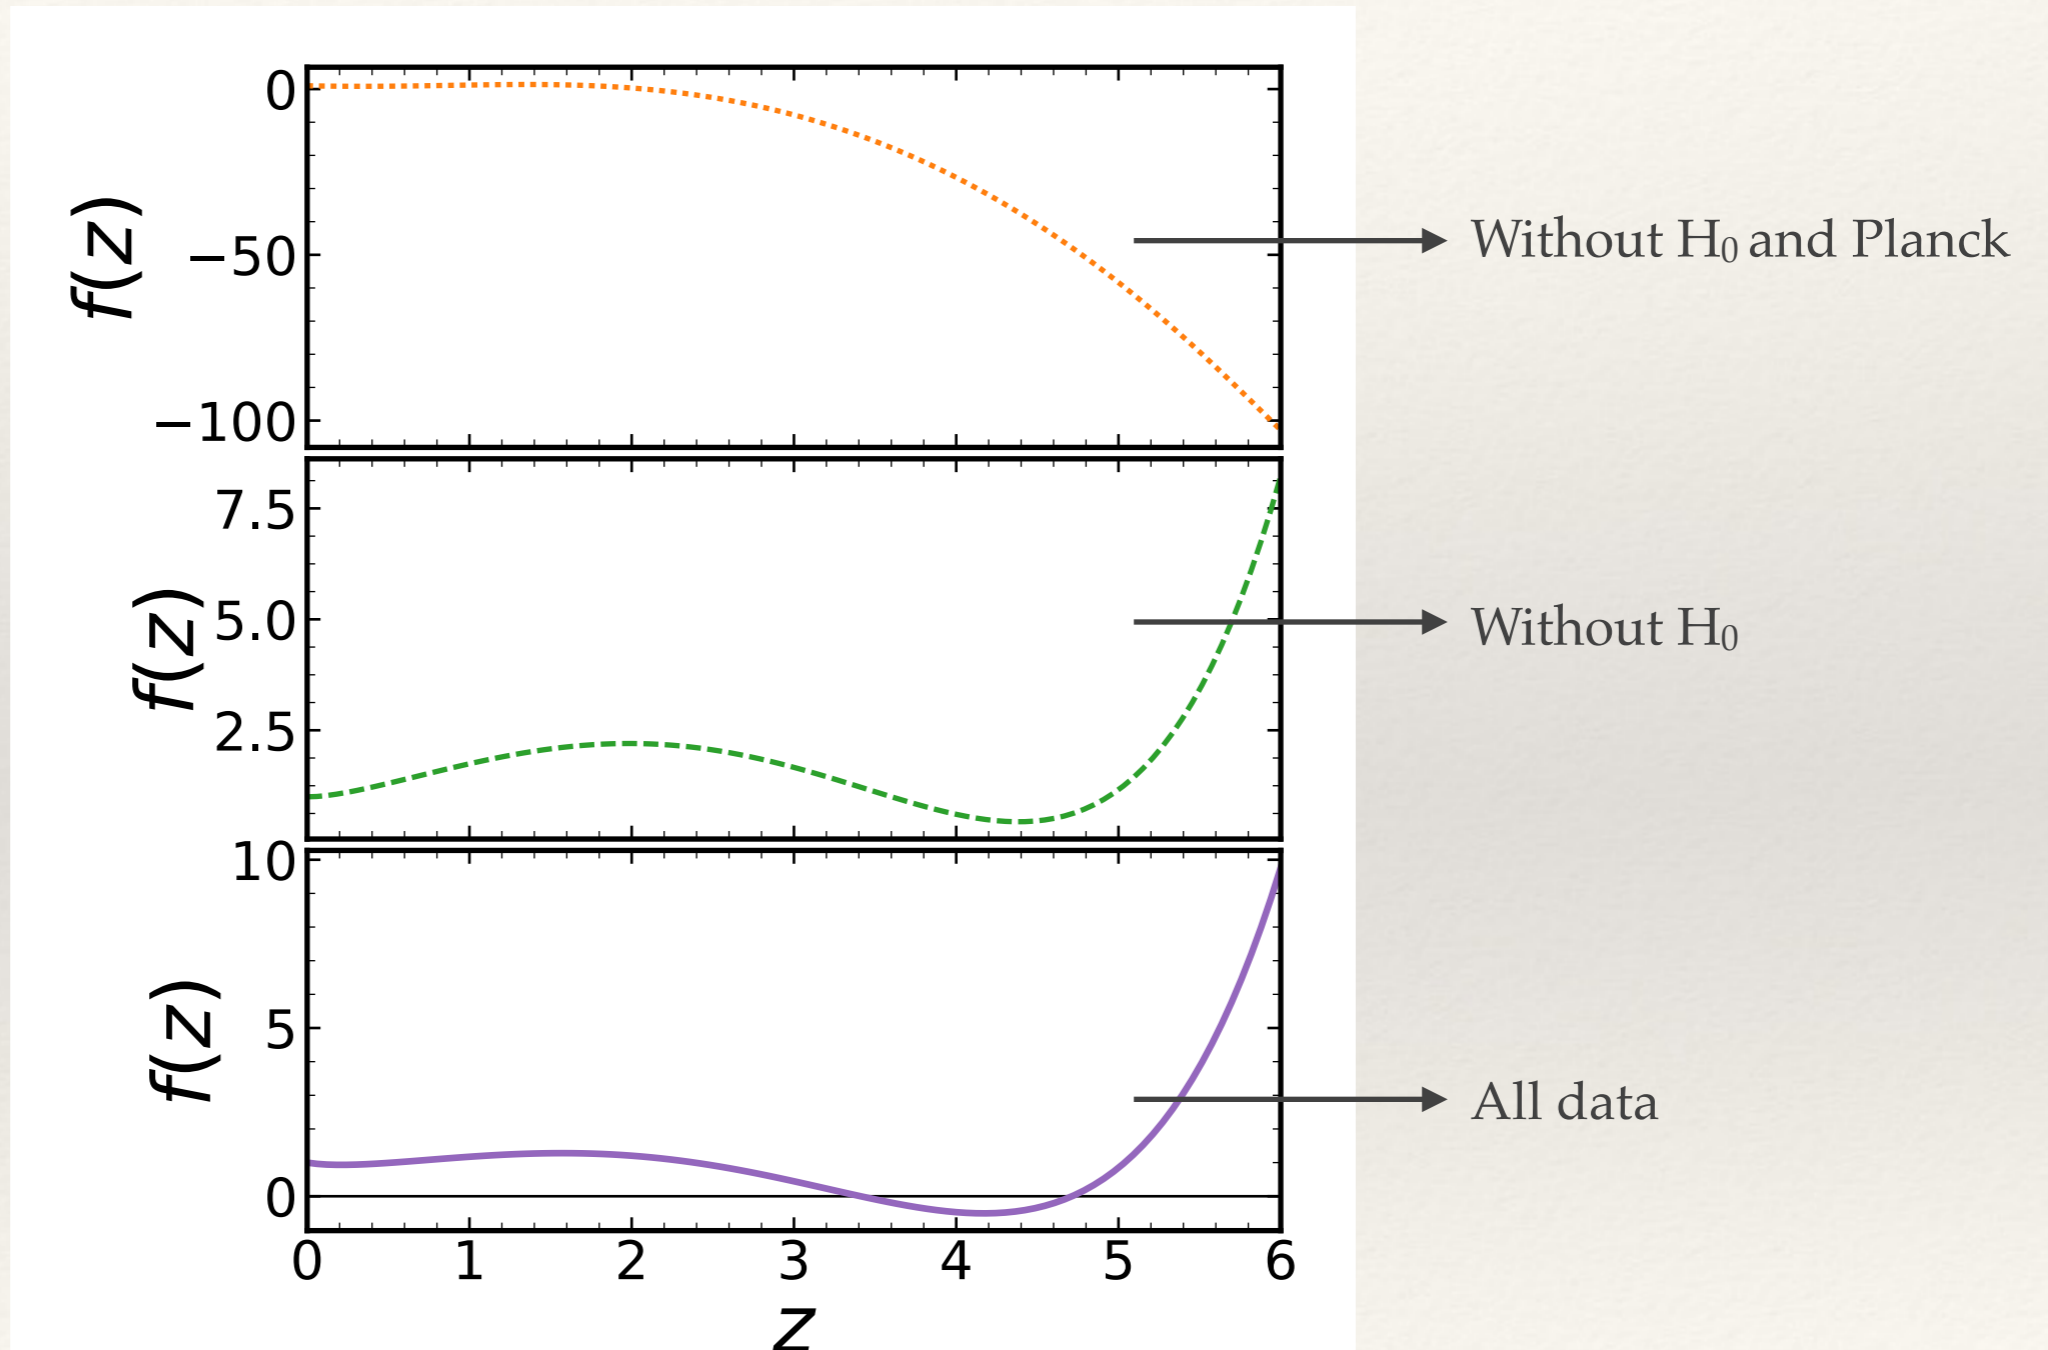 0
−50
−100
f(z)
Without H₀ and Planck
7.5
5.0
2.5
f(z)
Without H₀
10
5
0
f(z)
All data
0 1 2 3 4 5 6
z